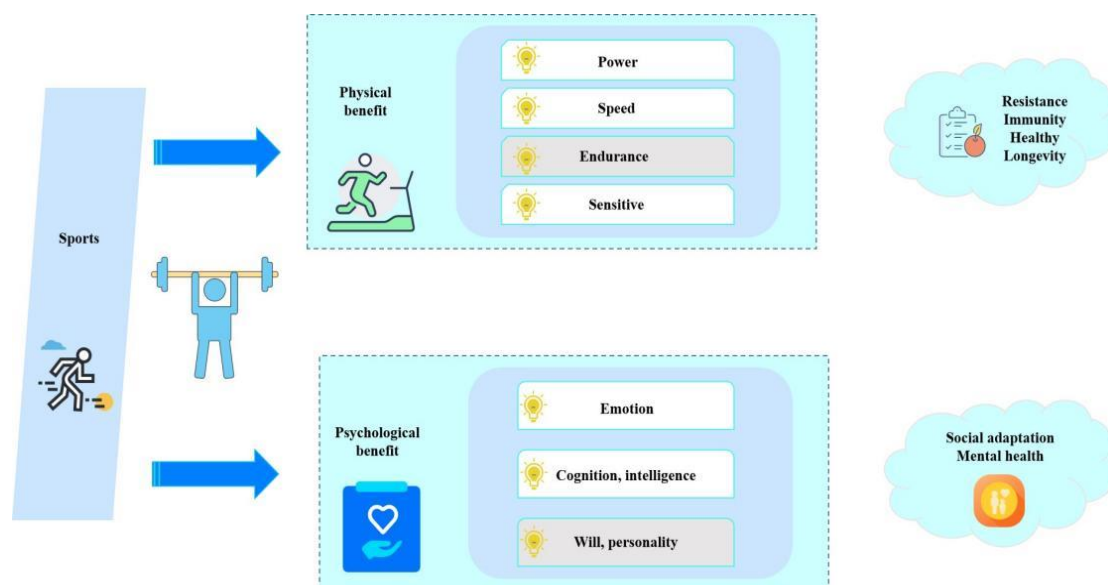 Sports
Physical
benefit
Power
Speed
Endurance
Sensitive
Resistance
Immunity
Healthy
Longevity
Psychological
benefit
Emotion
Cognition, intelligence
Will, personality
Social adaptation
Mental health